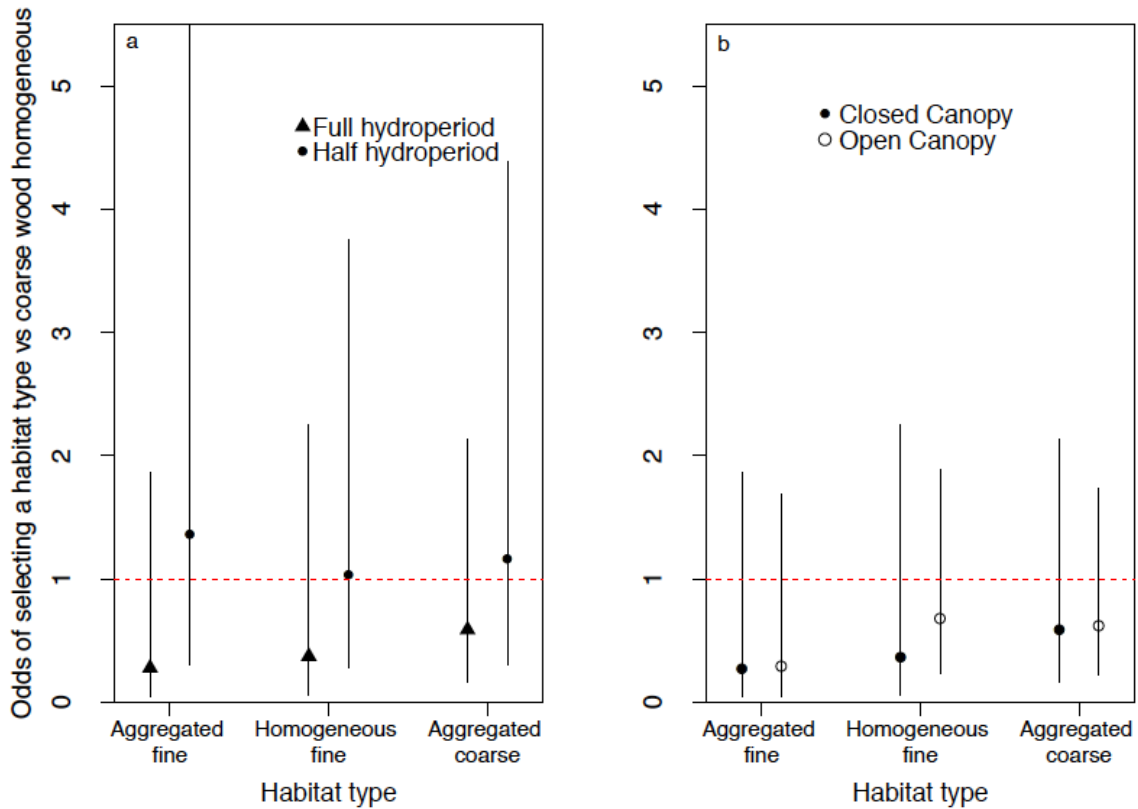 Odds of selecting a habitat type vs coarse wood homogeneous
a
5
4
3
2
1
0
Full hydroperiod
Half hydroperiod
Aggregated
fine
Homogeneous
fine
Aggregated
coarse
Habitat type
b
5
4
3
2
1
0
Closed Canopy
Open Canopy
Aggregated
fine
Homogeneous
fine
Aggregated
coarse
Habitat type